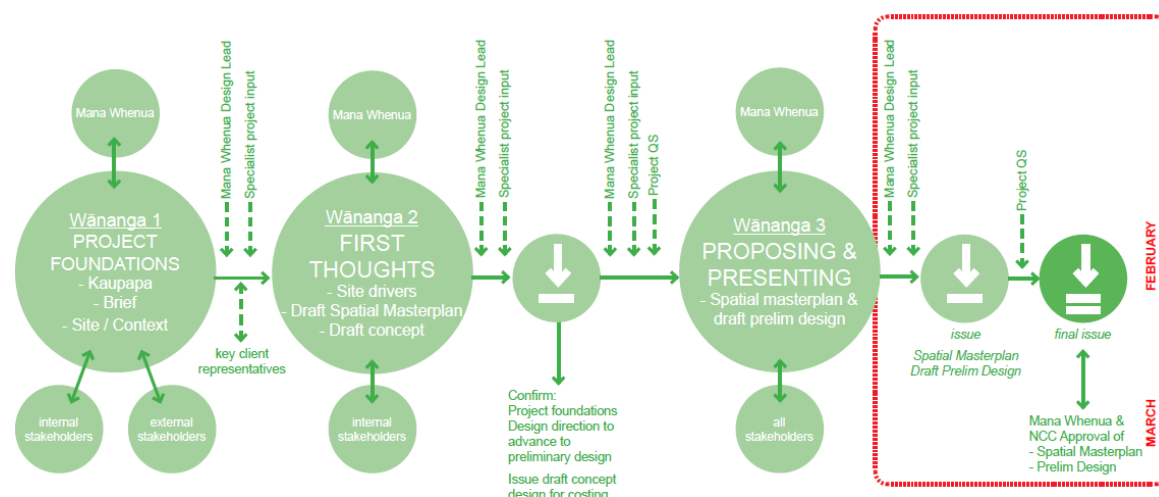 Mana Whenua
Wānanga 1
PROJECT
FOUNDATIONS
- Kaupapa
- Brief
- Site / Context
internal
stakeholders
external
stakeholders
Mana Whenua Design Lead
Specialist project input
key client
representatives
Mana Whenua
Wānanga 2
FIRST
THOUGHTS
- Site drivers
- Draft Spatial Masterplan
- Draft concept
internal
stakeholders
Mana Whenua Design Lead
Specialist project input
Confirm:
Project foundations
Design direction to
advance to
preliminary design
Issue draft concept
design for costing
Mana Whenua Design Lead
Specialist project input
Project QS
Mana Whenua
Wānanga 3
PROPOSING &
PRESENTING
- Spatial masterplan &
draft prelim design
all
stakeholders
Mana Whenua Design Lead
Specialist project input
issue
Spatial Masterplan
Draft Prelim Design
Project QS
final issue
Mana Whenua &
NCC Approval of
- Spatial Masterplan
- Prelim Design
FEBRUARY
MARCH